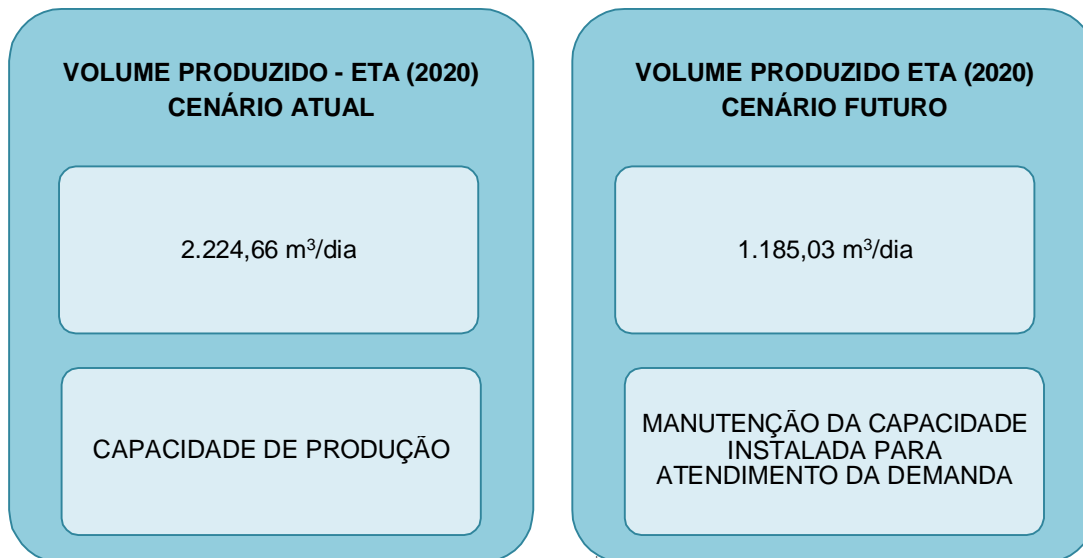 VOLUME PRODUZIDO - ETA (2020)
CENÁRIO ATUAL
2.224,66 m³/dia
CAPACIDADE DE PRODUÇÃO
VOLUME PRODUZIDO ETA (2020)
CENÁRIO FUTURO
1.185,03 m³/dia
MANUTENÇÃO DA CAPACIDADE
INSTALADA PARA
ATENDIMENTO DA DEMANDA